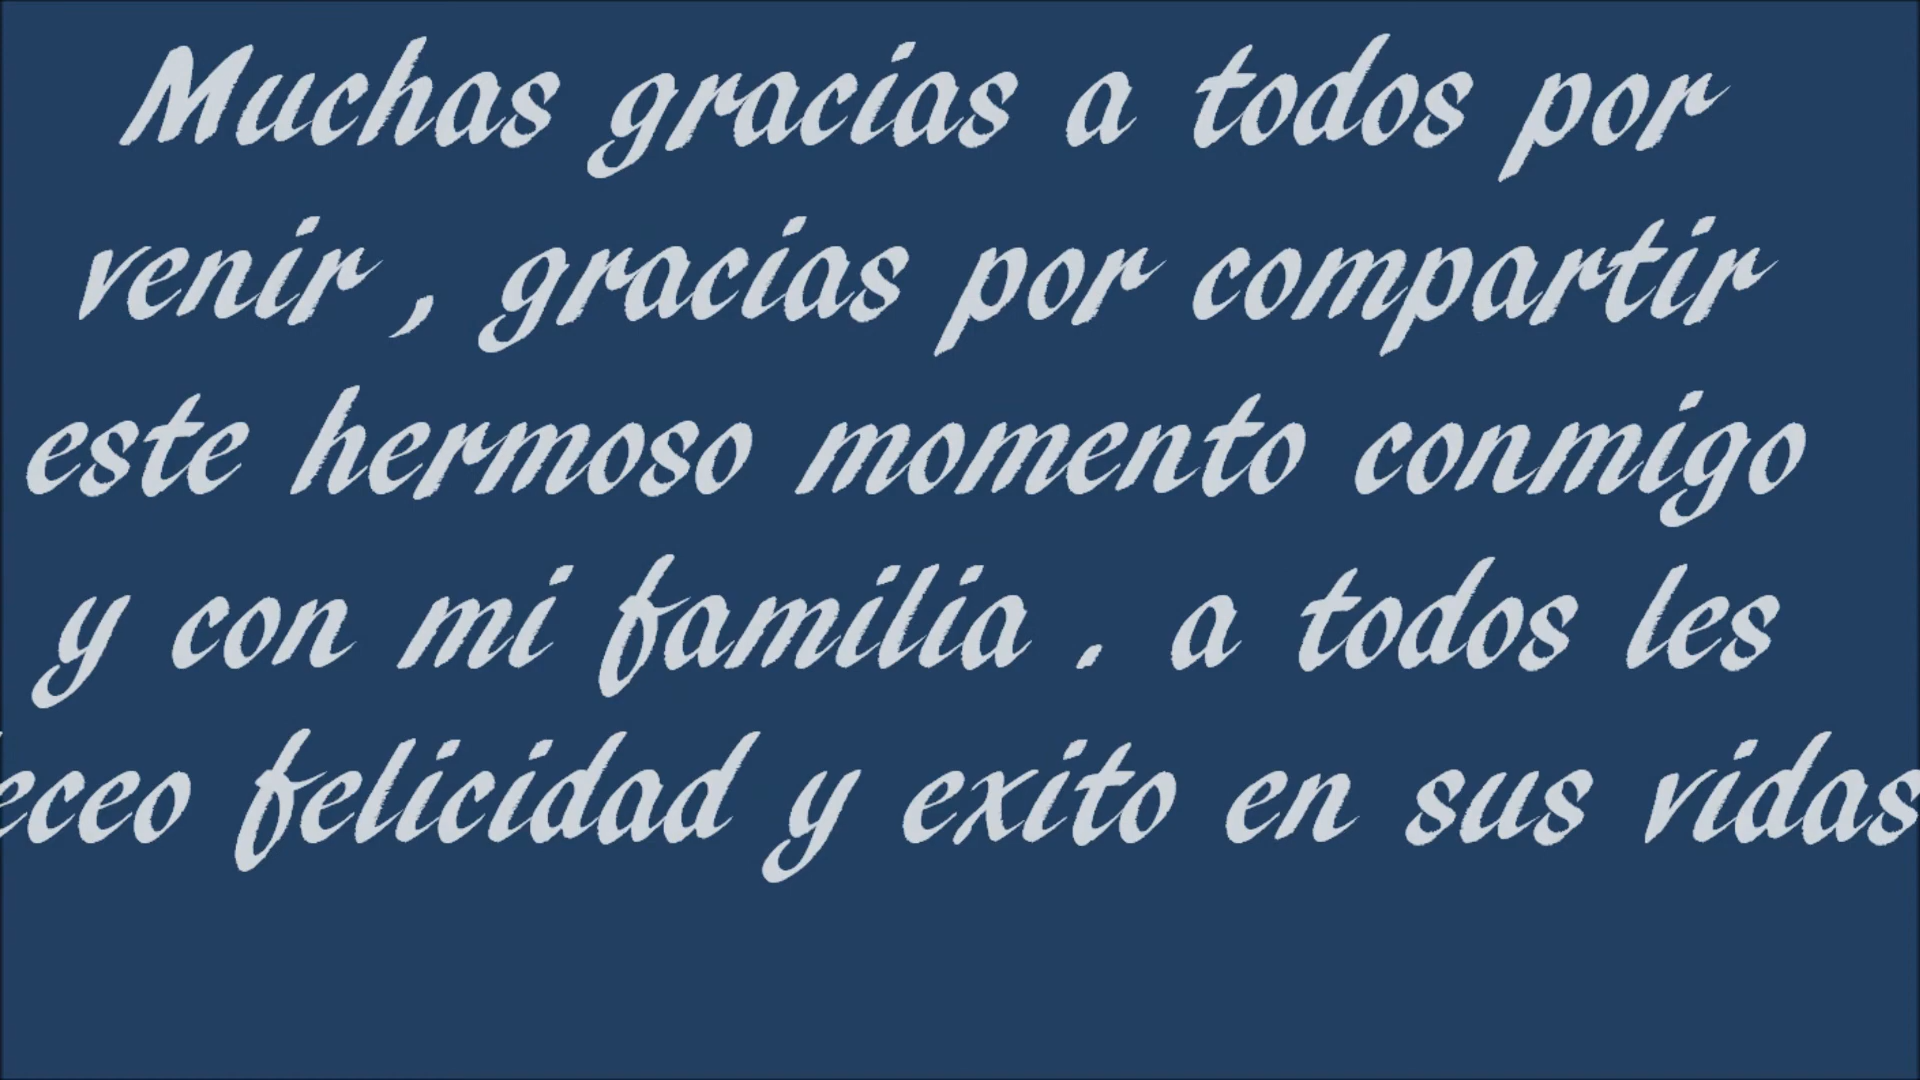 Muchas gracias a todos por
venir , gracias por compartir
este hermoso momento conmigo
y con mi familia . a todos les
eceo felicidad y exito en sus vidas